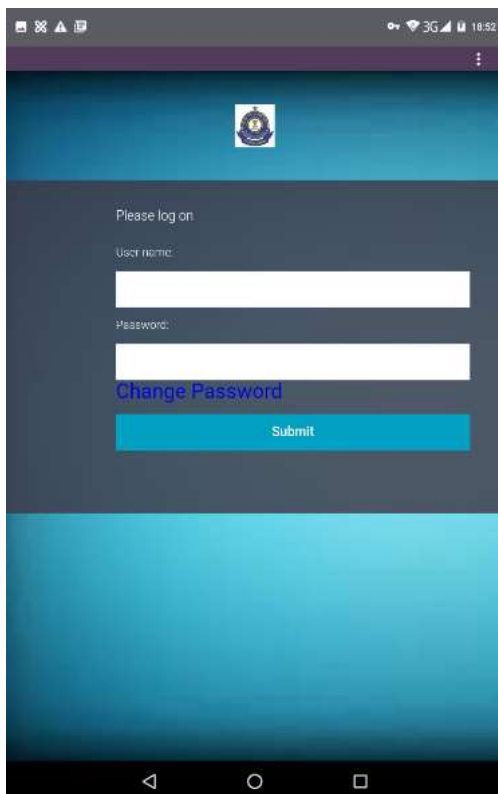 3G 18:52
Please log on
User name:
Password:
Change Password
Submit